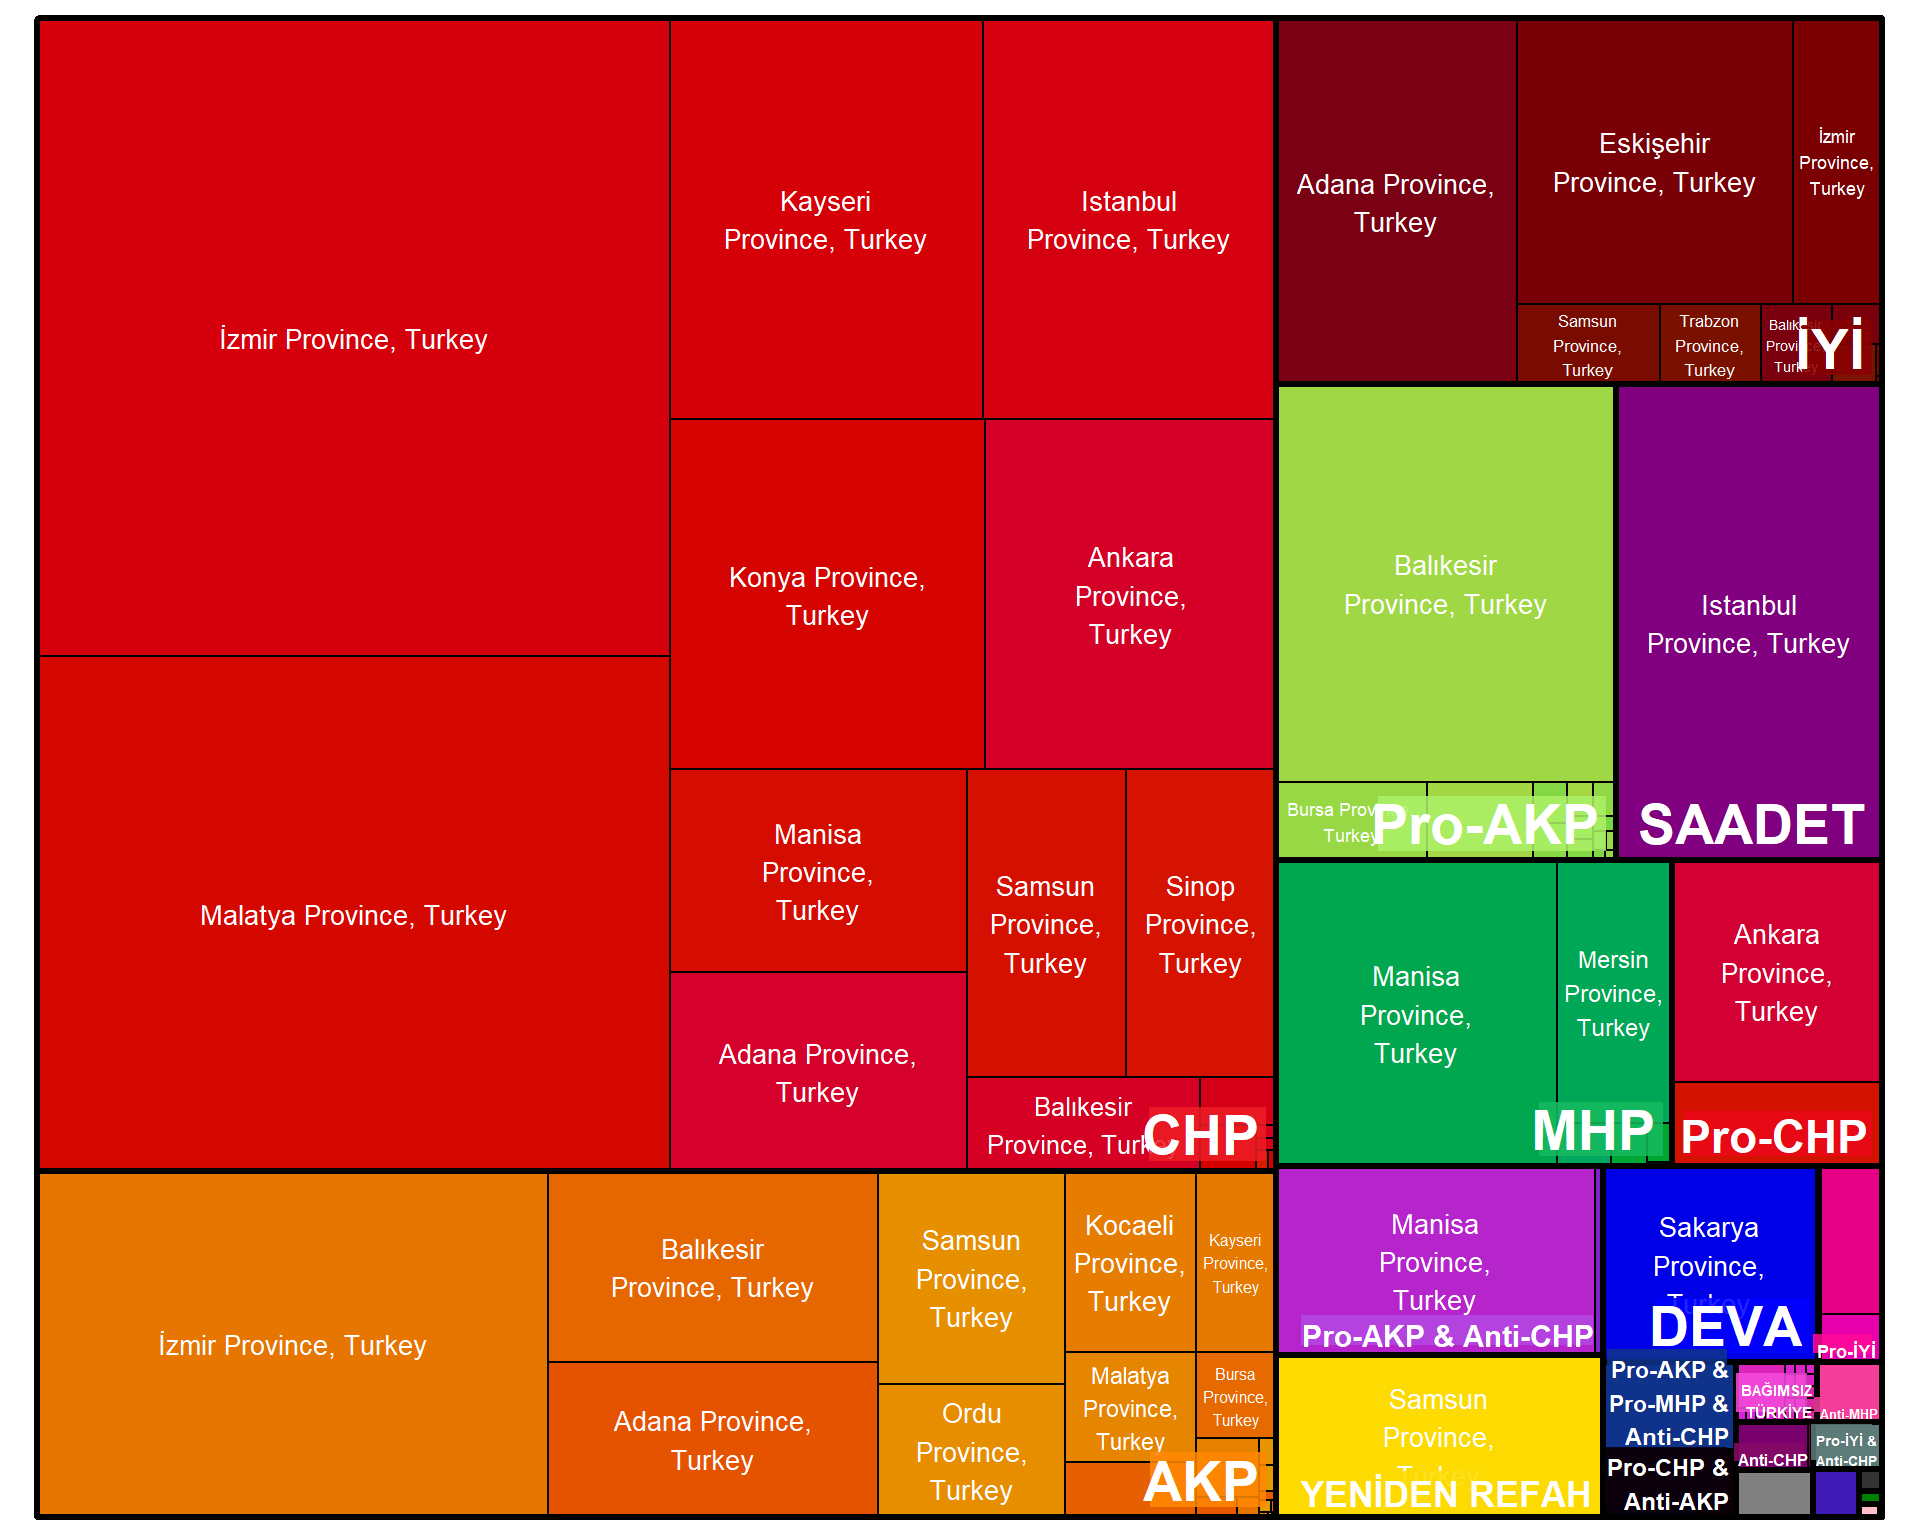 İzmir Province, Turkey
Malatya Province, Turkey
Kayseri
Province, Turkey
Istanbul
Province, Turkey
Konya Province,
Turkey
Ankara
Province,
Turkey
Manisa
Province,
Turkey
Adana Province,
Turkey
Samsun
Province,
Turkey
Sinop
Province,
Turkey
Balıkesir
Province, Turkey
CHP
İzmir Province, Turkey
Balıkesir
Province, Turkey
Adana Province,
Turkey
Samsun
Province,
Turkey
Ordu
Province,
Turkey
Kocaeli
Province,
Turkey
Malatya
Province,
Turkey
Kayseri
Province,
Turkey
Bursa
Province,
Turkey
AKP
Adana Province,
Turkey
Eskişehir
Province, Turkey
İzmir
Province,
Turkey
Samsun
Province,
Turkey
Trabzon
Province,
Turkey
Balıkesir
Province,
Turkey
İYİ
Balıkesir
Province, Turkey
Bursa Prov
Turkey
Pro-AKP
Istanbul
Province, Turkey
SAADET
Manisa
Province,
Turkey
Mersin
Province,
Turkey
MHP
Ankara
Province,
Turkey
Pro-CHP
Manisa
Province,
Turkey
Pro-AKP & Anti-CHP
Sakarya
Province,
Turkey
DEVA
Pro-İYİ
Samsun
Province,
Turkey
YENİDEN REFAH
Pro-AKP &
Pro-MHP &
Anti-CHP
BAĞIMSIZ
TÜRKİYE
Anti-MHP
Pro-CHP &
Anti-AKP
Anti-CHP
Pro-İYİ &
Anti-CHP